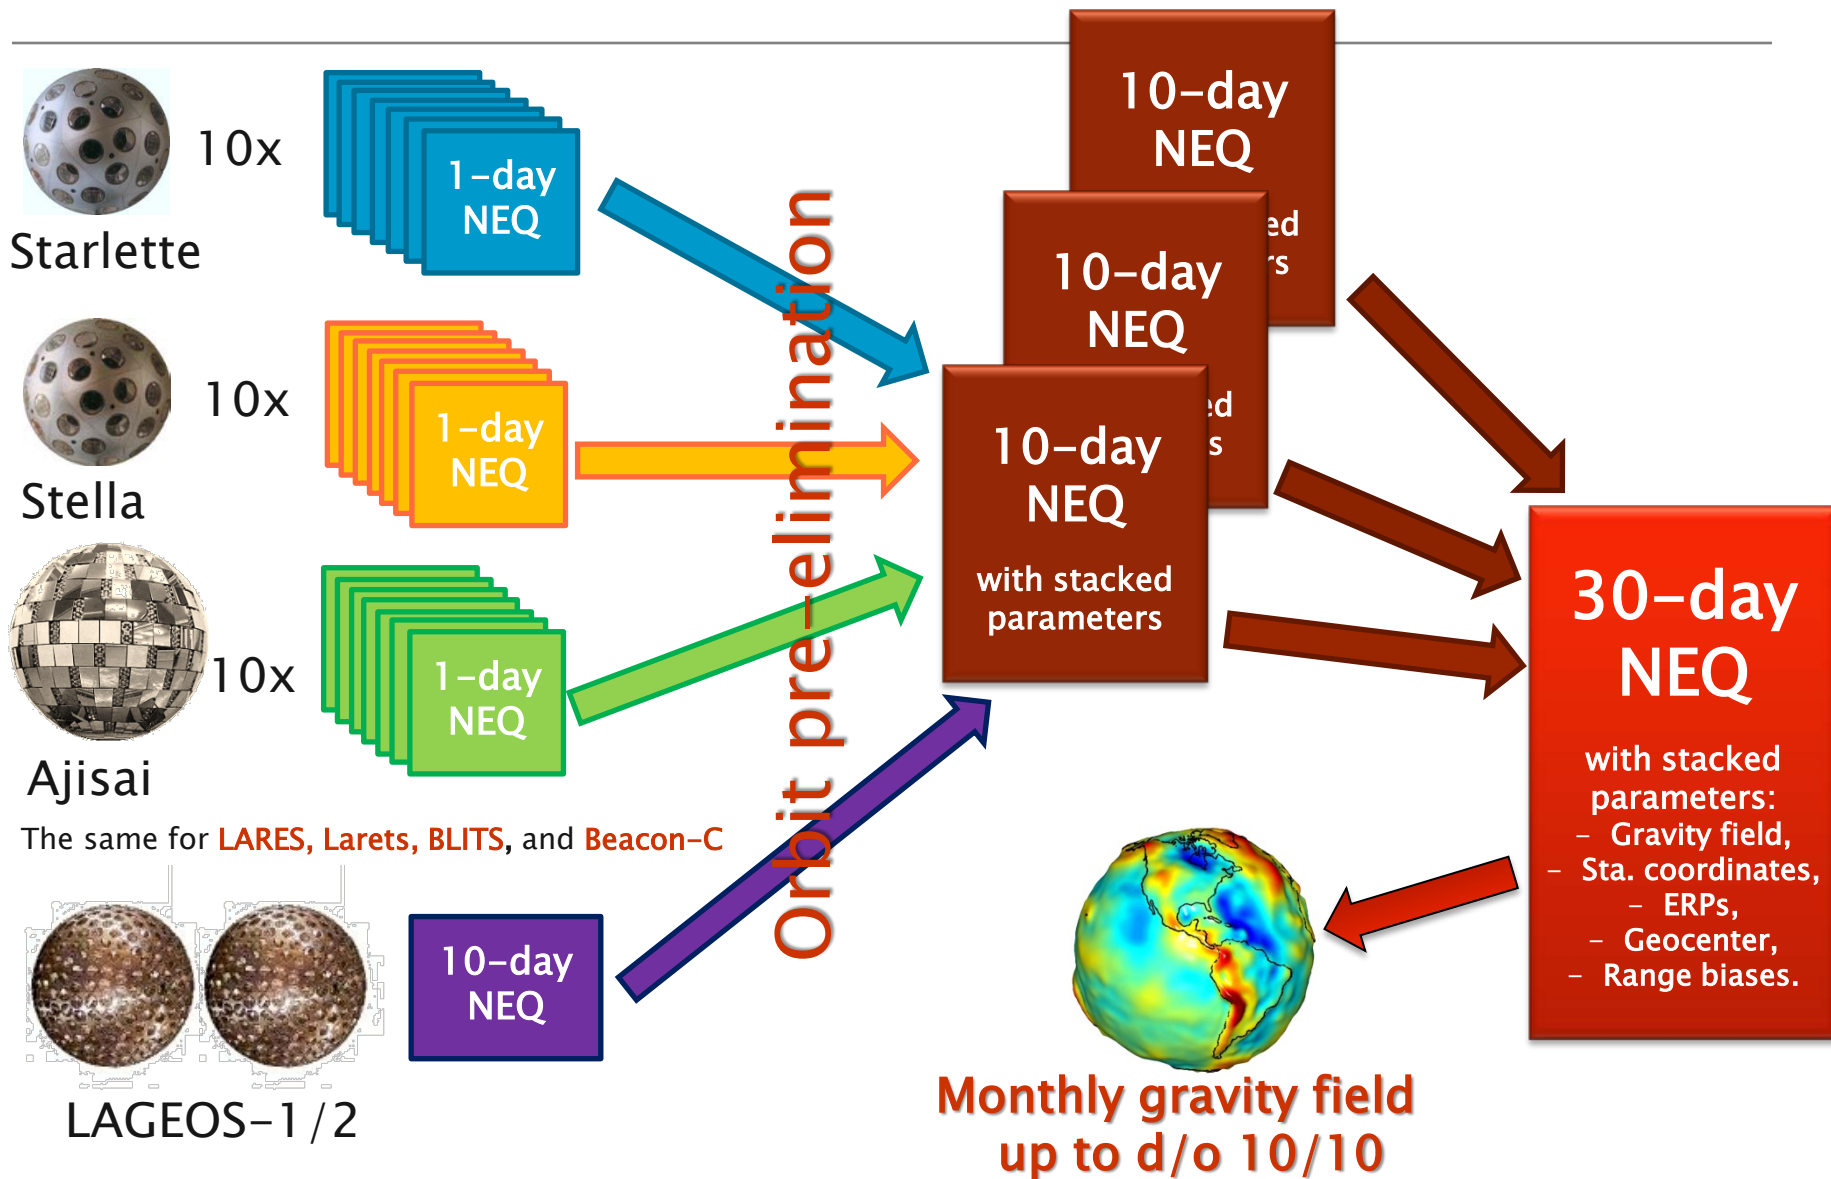 10x
1-day
NEQ
Starlette
10x
1-day
NEQ
Stella
10x
1-day
NEQ
Ajisai
The same for LARES, Larets, BLITS, and Beacon-C
10-day
NEQ
LAGEOS-1/2
Orbit pre-elimination
10-day
NEQ
ed
rs
10-day
NEQ
ed
s
10-day
NEQ
with stacked
parameters
30-day
NEQ
with stacked
parameters:
- Gravity field,
- Sta. coordinates,
- ERPs,
- Geocenter,
- Range biases.
Monthly gravity field
up to d/o 10/10